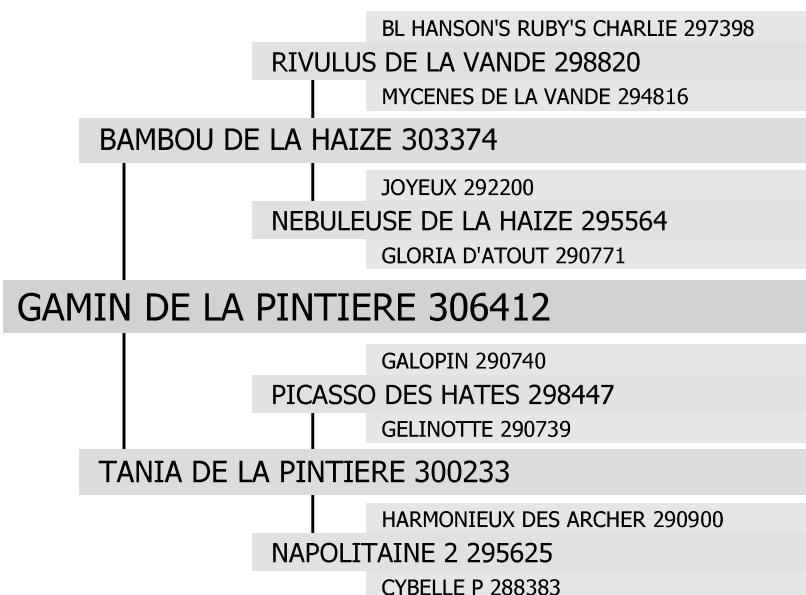 BL HANSON'S RUBY'S CHARLIE 297398
RIVULUS DE LA VANDE 298820
MYCENES DE LA VANDE 294816
BAMBOU DE LA HAIZE 303374
JOYEUX 292200
NEBULEUSE DE LA HAIZE 295564
GLORIA D'ATOUT 290771
GAMIN DE LA PINTIERE 306412
GALOPIN 290740
PICASSO DES HATES 298447
GELINOTTE 290739
TANIA DE LA PINTIERE 300233
HARMONIEUX DES ARCHER 290900
NAPOLITAINE 2 295625
CYBELLE P 288383